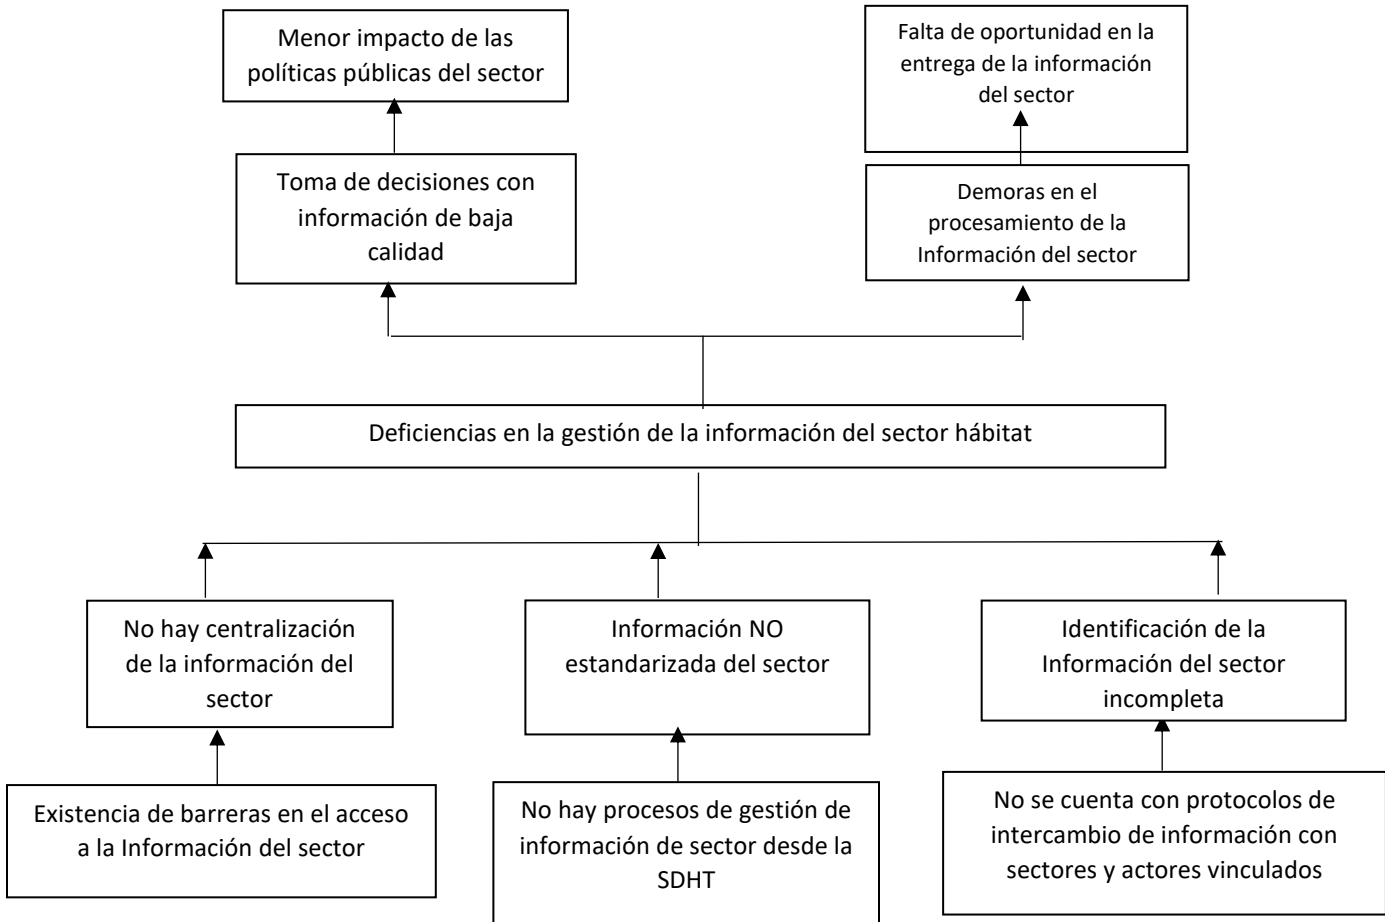 Menor impacto de las
políticas públicas del sector
Falta de oportunidad en la
entrega de la información
del sector
Toma de decisiones con
información de baja
calidad
Demoras en el
procesamiento de la
Información del sector
Deficiencias en la gestión de la información del sector hábitat
No hay centralización
de la información del
sector
Información NO
estandarizada del sector
Identificación de la
Información del sector
incompleta
Existencia de barreras en el acceso
a la Información del sector
No hay procesos de gestión de
información de sector desde la
SDHT
No se cuenta con protocolos de
intercambio de información con
sectores y actores vinculados